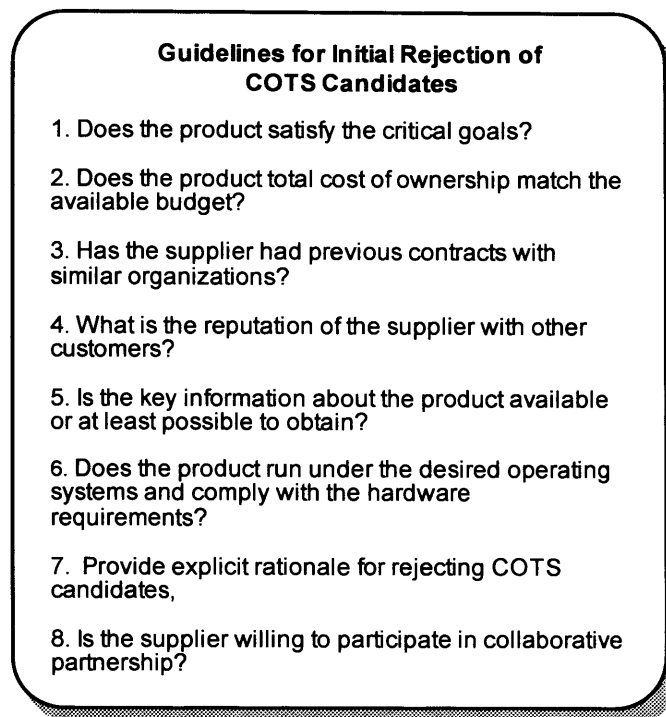 Guidelines for Initial Rejection of
COTS Candidates
1. Does the product satisfy the critical goals?
2. Does the product total cost of ownership match the
available budget?
3. Has the supplier had previous contracts with
similar organizations?
4. What is the reputation of the supplier with other
customers?
5. Is the key information about the product available
or at least possible to obtain?
6. Does the product run under the desired operating
systems and comply with the hardware
requirements?
7. Provide explicit rationale for rejecting COTS
candidates,
8. Is the supplier willing to participate in collaborative
partnership?